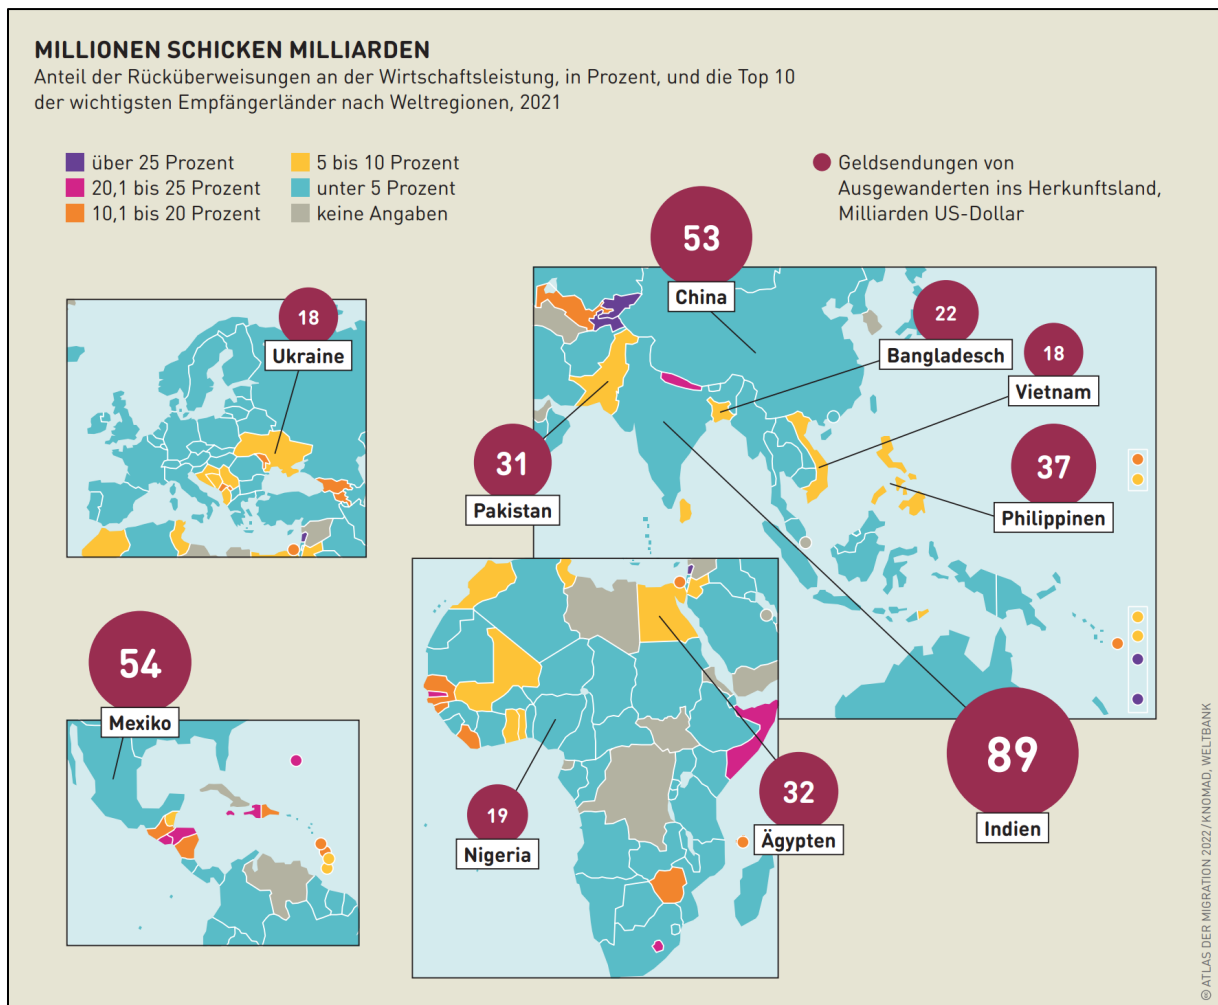 MILLIONEN SCHICKEN MILLIARDEN
Anteil der Rücküberweisungen an der Wirtschaftsleistung, in Prozent, und die Top 10
der wichtigsten Empfängerländer nach Weltregionen, 2021
über 25 Prozent
20,1 bis 25 Prozent
10,1 bis 20 Prozent
5 bis 10 Prozent
unter 5 Prozent
keine Angaben
Geldsendungen von
Ausgewanderten ins Herkunftsland,
Milliarden US-Dollar
53
China
18
Ukraine
22
Bangladesch
18
Vietnam
31
Pakistan
37
Philippinen
54
Mexiko
19
Nigeria
32
Ägypten
89
Indien
ATLAS DER MIGRATION 2022 / KNOMAD, WELTBANK